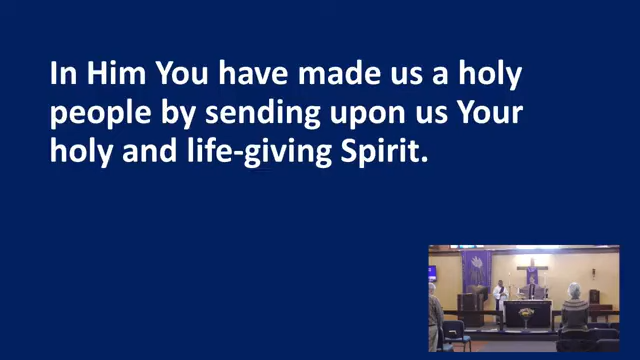 In Him You have made us a holy
people by sending upon us Your
holy and life-giving Spirit.